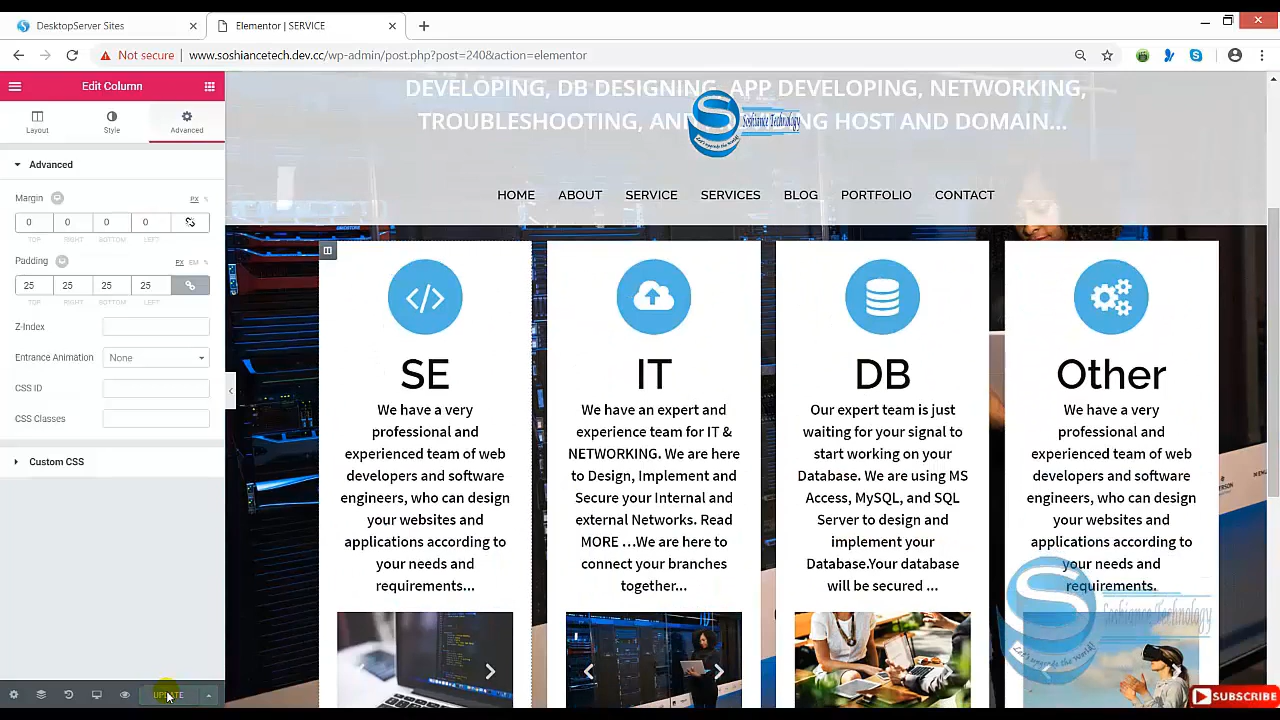 DesktopServer Sites
Elementor | SERVICE
Not secure
www.soshiancetech.dev.cc/wp-admin/post.php?post=240&action=elementor
Edit Column
Layout
Style
Advanced
Advanced
Margin
PX %
0 0 0 0
TOP RIGHT BOTTOM LEFT
Padding
PX EM %
25 25 25 25
TOP RIGHT BOTTOM LEFT
Z-Index
Entrance Animation
None
CSS ID
CSS Classes
Custom CSS
UPDATE
DEVELOPING, DB DESIGNING, APP DEVELOPING, NETWORKING,
TROUBLESHOOTING, AND HOST AND DOMAIN...
Soshiance Technology
Let's upgrade the World!
HOME ABOUT SERVICE SERVICES BLOG PORTFOLIO CONTACT
SE
We have a very
professional and
experienced team of web
developers and software
engineers, who can design
your websites and
applications according to
your needs and
requirements...
IT
We have an expert and
experience team for IT &
NETWORKING. We are here
to Design, Implement and
Secure your Internal and
external Networks. Read
MORE …We are here to
connect your branches
together...
DB
Our expert team is just
waiting for your signal to
start working on your
Database. We are using MS
Access, MySQL, and SQL
Server to design and
implement your
Database.Your database
will be secured ...
Other
We have a very
professional and
experienced team of web
developers and software
engineers, who can design
your websites and
applications according to
your needs and
requirements.
Soshiance Technology
Let's upgrade the World!
SUBSCRIBE